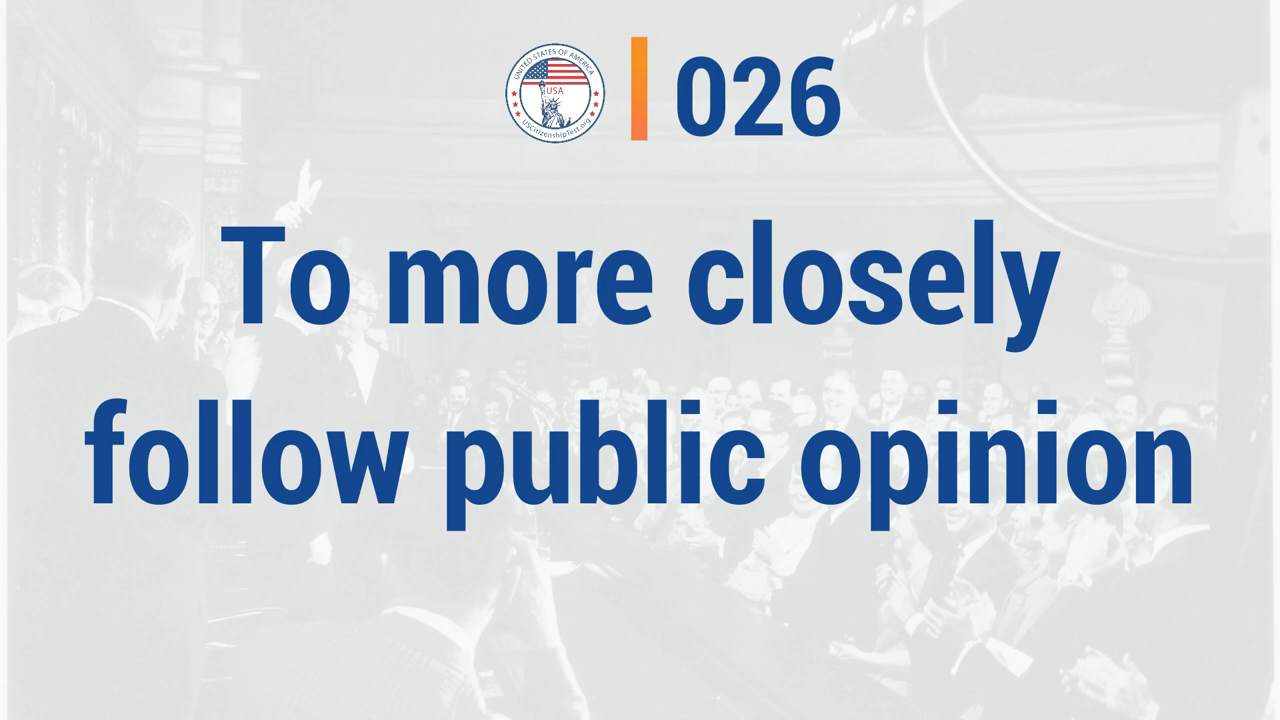 UNITED STATES OF AMERICA
USA
USCitizenshipTest.org
026
To more closely
follow public opinion